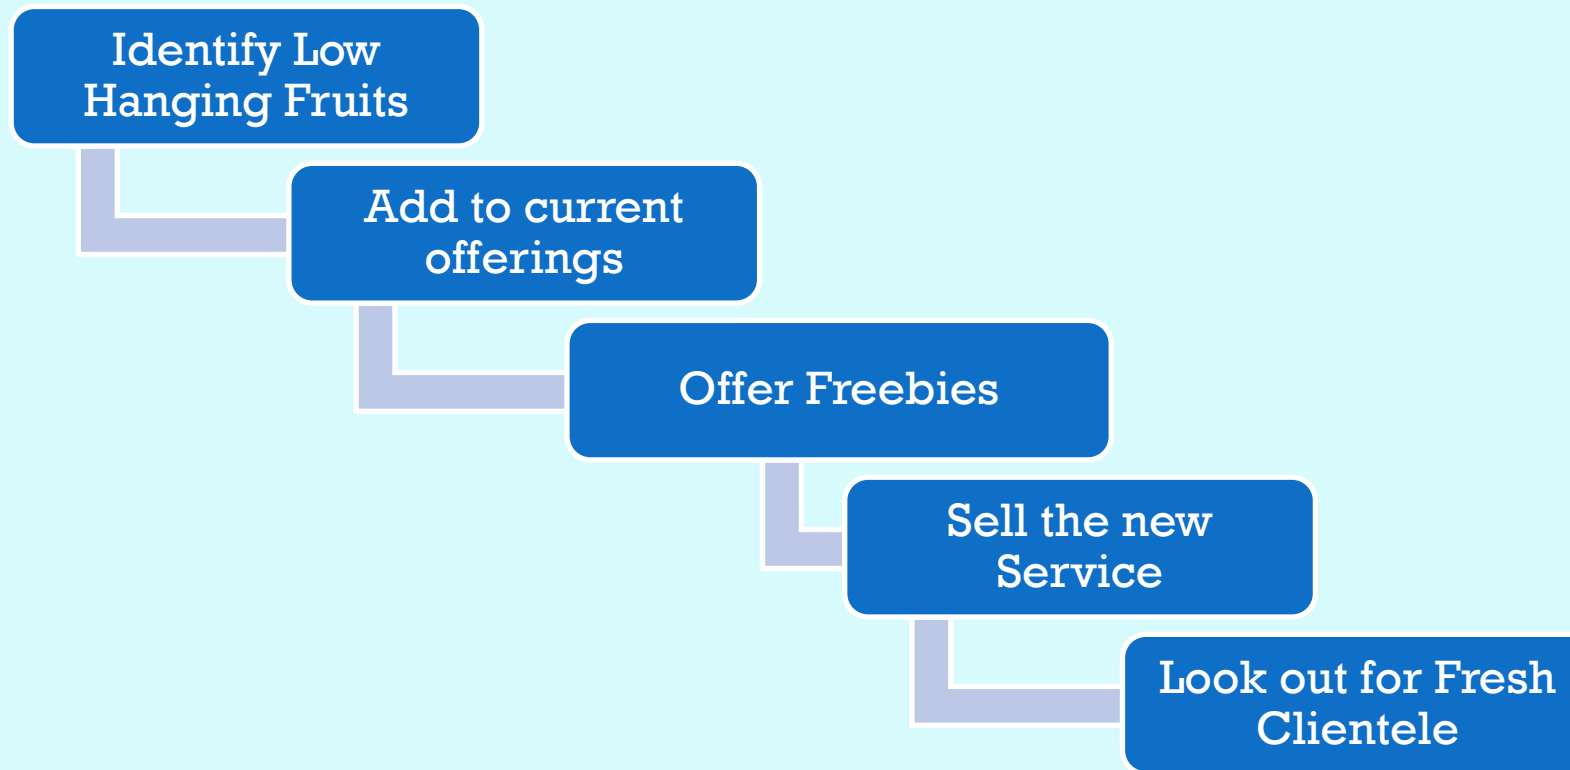 Identify Low
Hanging Fruits
Add to current
offerings
Offer Freebies
Sell the new
Service
Look out for Fresh
Clientele